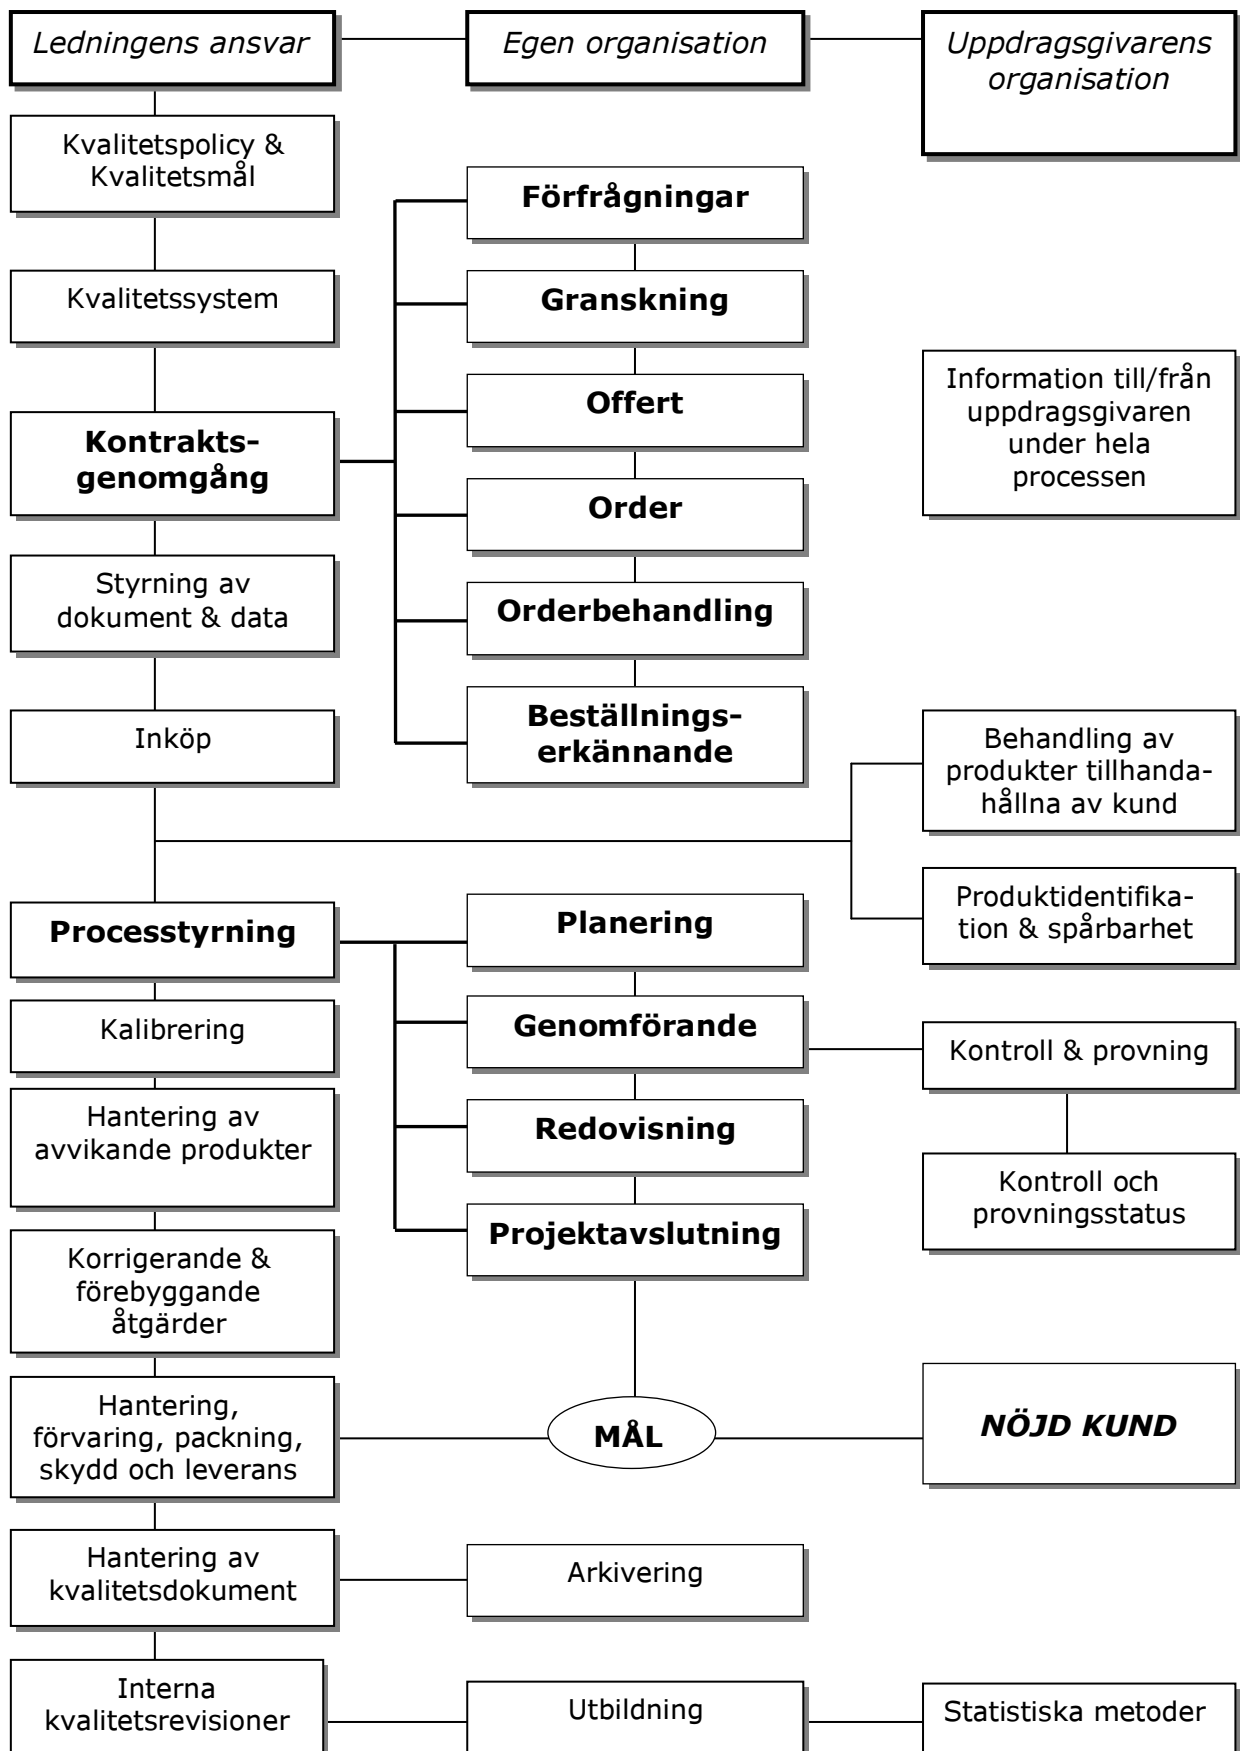 Ledningens ansvar
Egen organisation
Uppdragsgivarens
organisation
Kvalitetspolicy &
Kvalitetsmål
Förfrågningar
Kvalitetssystem
Granskning
Information till/från
uppdragsgivaren
under hela
processen
Offert
Kontrakts-
genomgång
Order
Styrning av
dokument & data
Orderbehandling
Inköp
Beställnings-
erkännande
Behandling av
produkter tillhanda-
hållna av kund
Produktidentifika-
tion & spårbarhet
Processtyrning
Planering
Kalibrering
Genomförande
Kontroll & provning
Hantering av
avvikande produkter
Redovisning
Kontroll och
provningsstatus
Korrigerande &
förebyggande
åtgärder
Projektavslutning
Hantering,
förvaring, packning,
skydd och leverans
MÅL
NÖJD KUND
Hantering av
kvalitetsdokument
Arkivering
Interna
kvalitetsrevisioner
Utbildning
Statistiska metoder